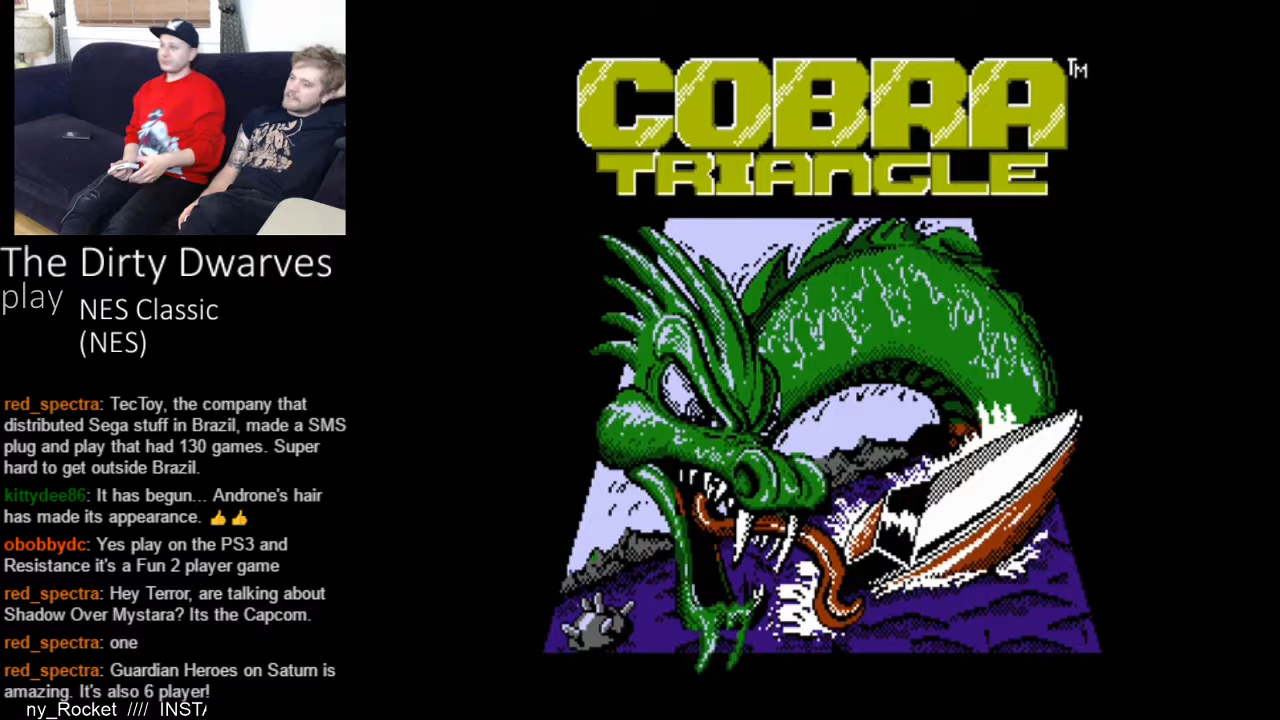 COBRA TM
TRIANGLE
The Dirty Dwarves
play NES Classic
(NES)
red_spectra: TecToy, the company that
distributed Sega stuff in Brazil, made a SMS
plug and play that had 130 games. Super
hard to get outside Brazil.
kittydee86: It has begun... Androne's hair
has made its appearance. 👍👍
obobbydc: Yes play on the PS3 and
Resistance it's a Fun 2 player game
red_spectra: Hey Terror, are talking about
Shadow Over Mystara? Its the Capcom.
red_spectra: one
red_spectra: Guardian Heroes on Saturn is
amazing. It's also 6 player!
ny_Rocket //// INSTA